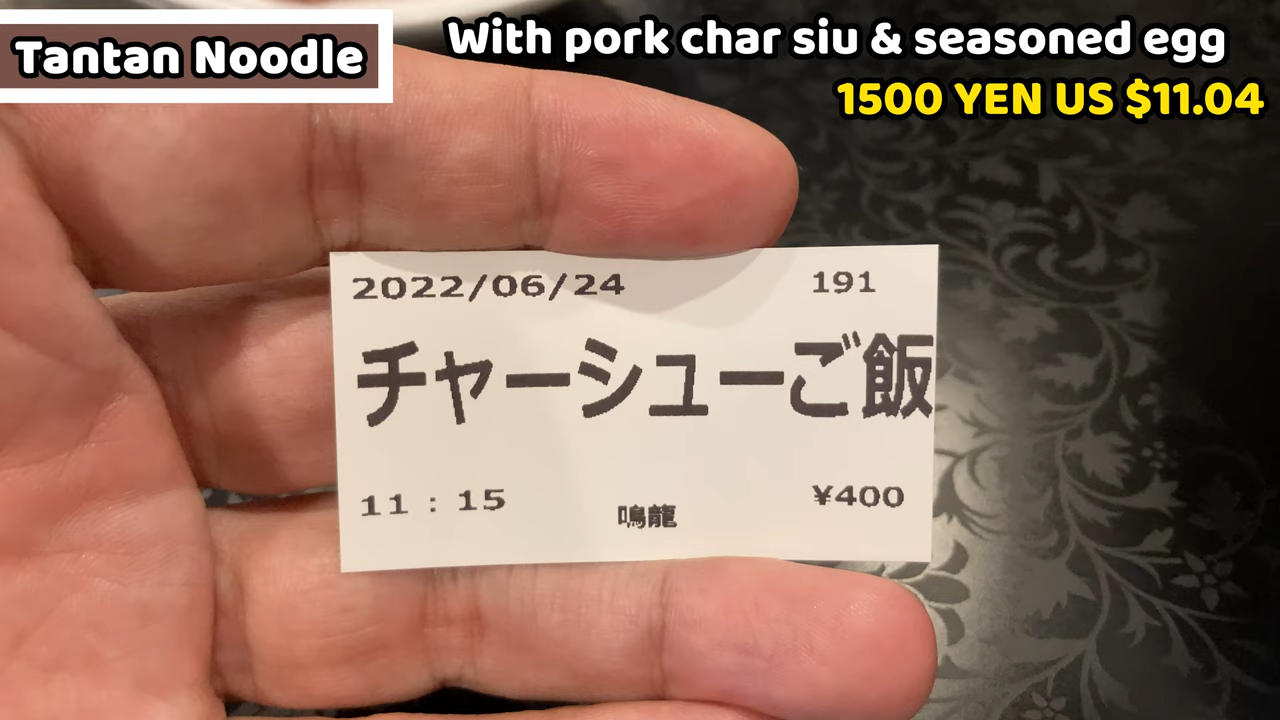 Tantan Noodle
With pork char siu & seasoned egg
1500 YEN US $11.04
2022/06/24 191
チャーシューご飯
11：15 ¥400
鳴龍